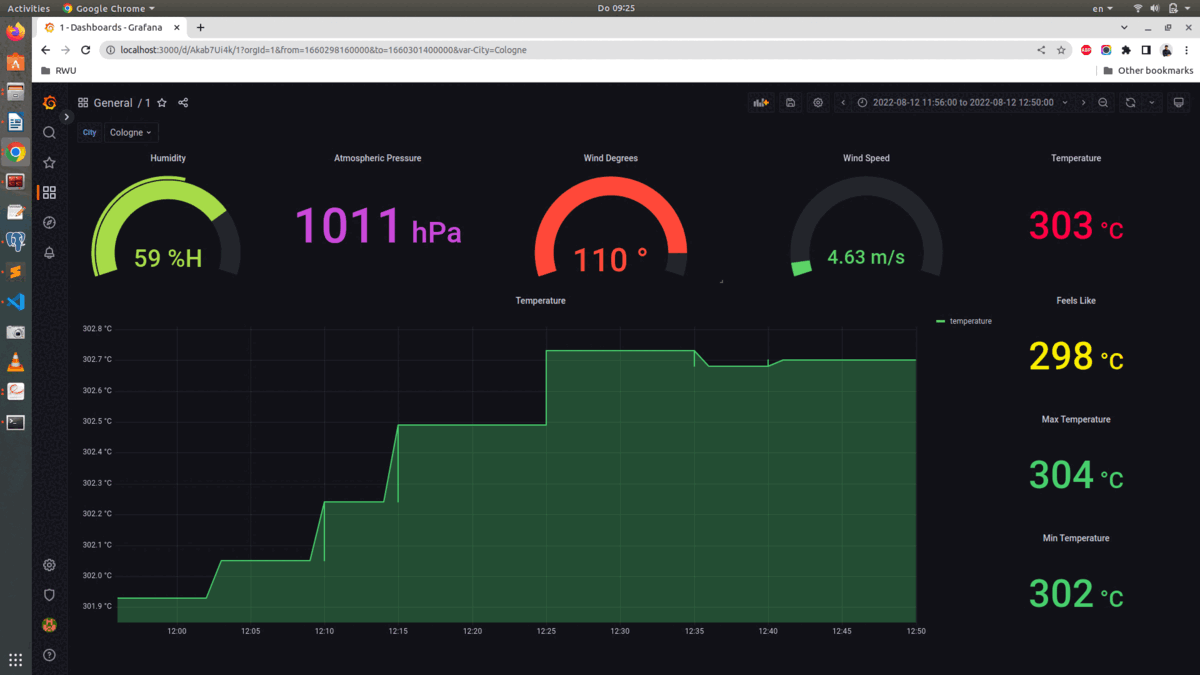 Activities Google Chrome Do 09:25 en
1 - Dashboards - Grafana
localhost:3000/d/Akab7Ui4k/1?orgId=1&from=1660298160000&to=1660301400000&var-City=Cologne ABP
RWU Other bookmarks
General / 1 2022-08-12 11:56:00 to 2022-08-12 12:50:00
City Cologne
Humidity Atmospheric Pressure Wind Degrees Wind Speed Temperature
59 %H 1011 hPa 110 ° 4.63 m/s 303 °C
Temperature Feels Like
temperature
298 °C
Max Temperature
304 °C
Min Temperature
302 °C
302.8 °C
302.7 °C
302.6 °C
302.5 °C
302.4 °C
302.3 °C
302.2 °C
302.1 °C
302.0 °C
301.9 °C
12:00 12:05 12:10 12:15 12:20 12:25 12:30 12:35 12:40 12:45 12:50